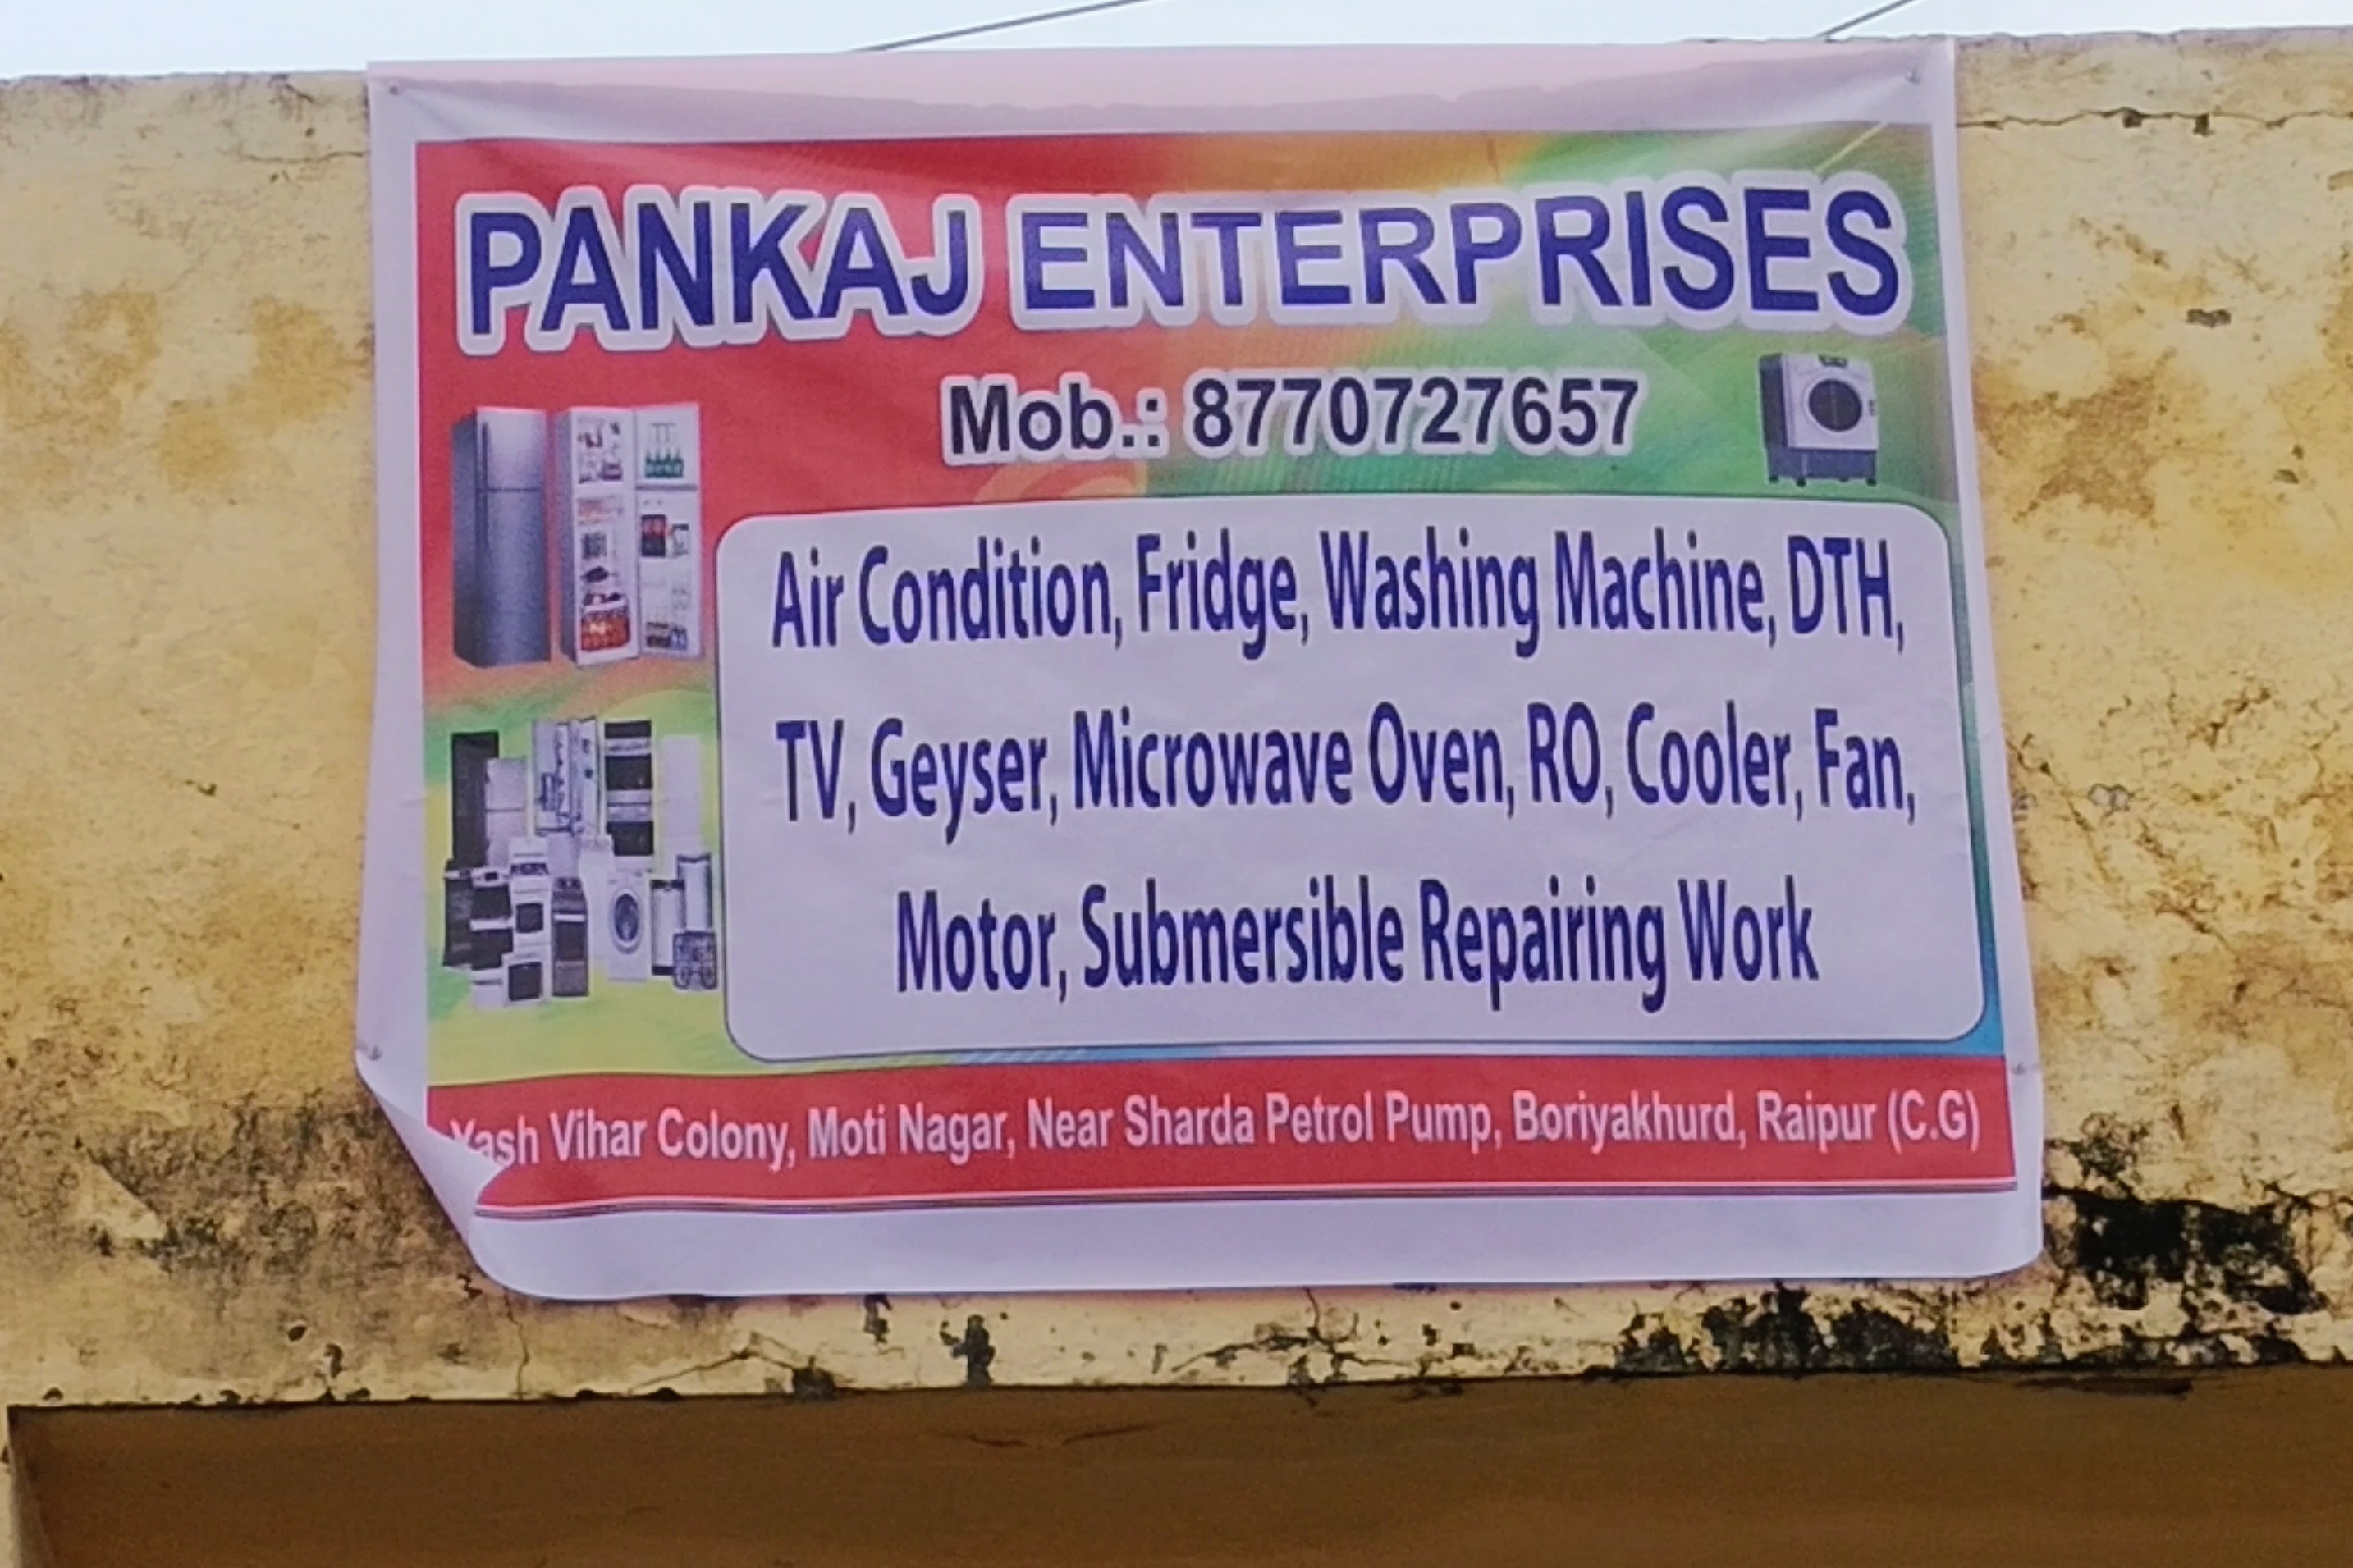 PANKAJ ENTERPRISES
Mob.: 8770727657
Air Condition, Fridge, Washing Machine, DTH,
TV, Geyser, Microwave Oven, RO, Cooler, Fan,
Motor, Submersible Repairing Work
Yash Vihar Colony, Moti Nagar, Near Sharda Petrol Pump, Boriyakhurd, Raipur (C.G)